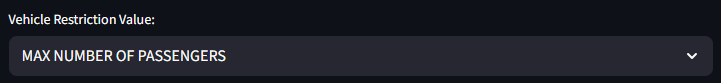 Vehicle Restriction Value:
MAX NUMBER OF PASSENGERS